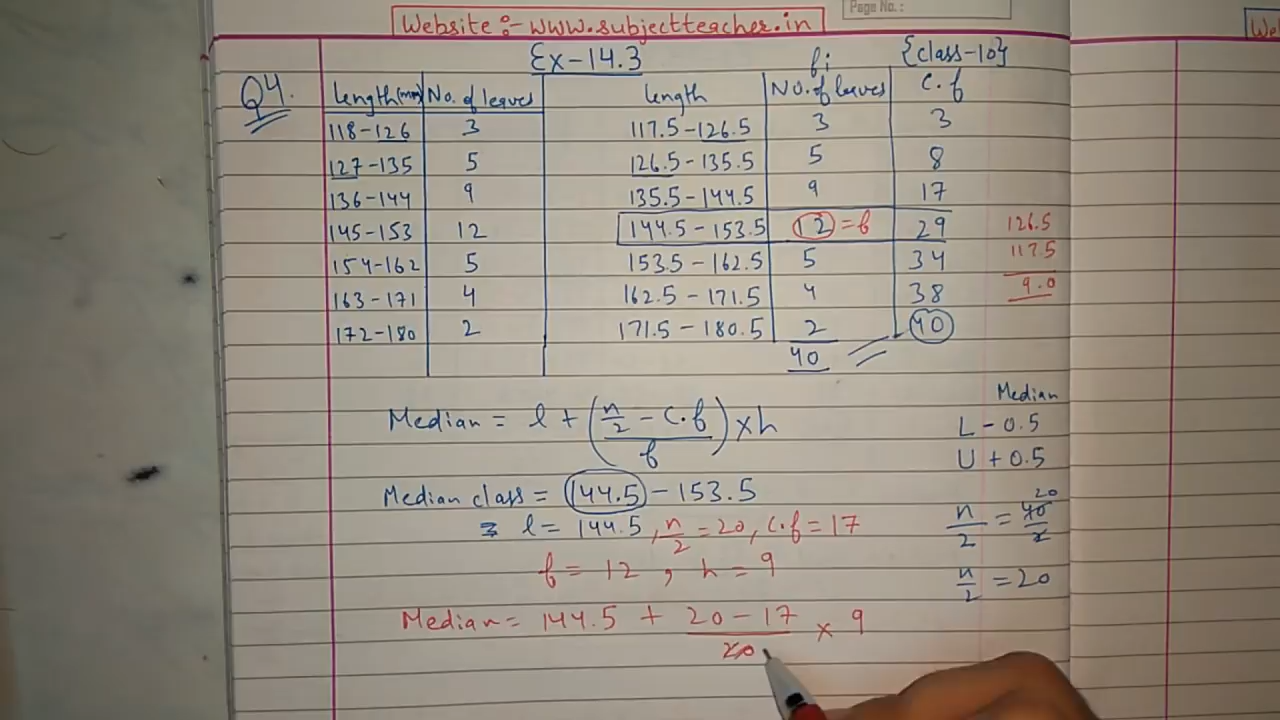 Page No.:
Website :- www.subjectteacher.in
Ex-14.3 {class-10}
Q4.
length(mm) No. of leaves length fi No. of leaves C.f
118-126 3 117.5-126.5 3 3
127-135 5 126.5-135.5 5 8
136-144 9 135.5-144.5 9 17
145-153 12 144.5-153.5 12 = f 29 126.5
154-162 5 153.5-162.5 5 34 117.5
163-171 4 162.5-171.5 4 38 9.0
172-180 2 171.5-180.5 2 40
40
Median = l + (n/2 - C.f / f) x h
Median
L - 0.5
U + 0.5
Median class = 144.5 - 153.5
l = 144.5, n/2 = 20, C.f = 17
n/2 = 40/2 20
f = 12, h = 9
n/2 = 20
Median = 144.5 + 20 - 17 / 20 x 9